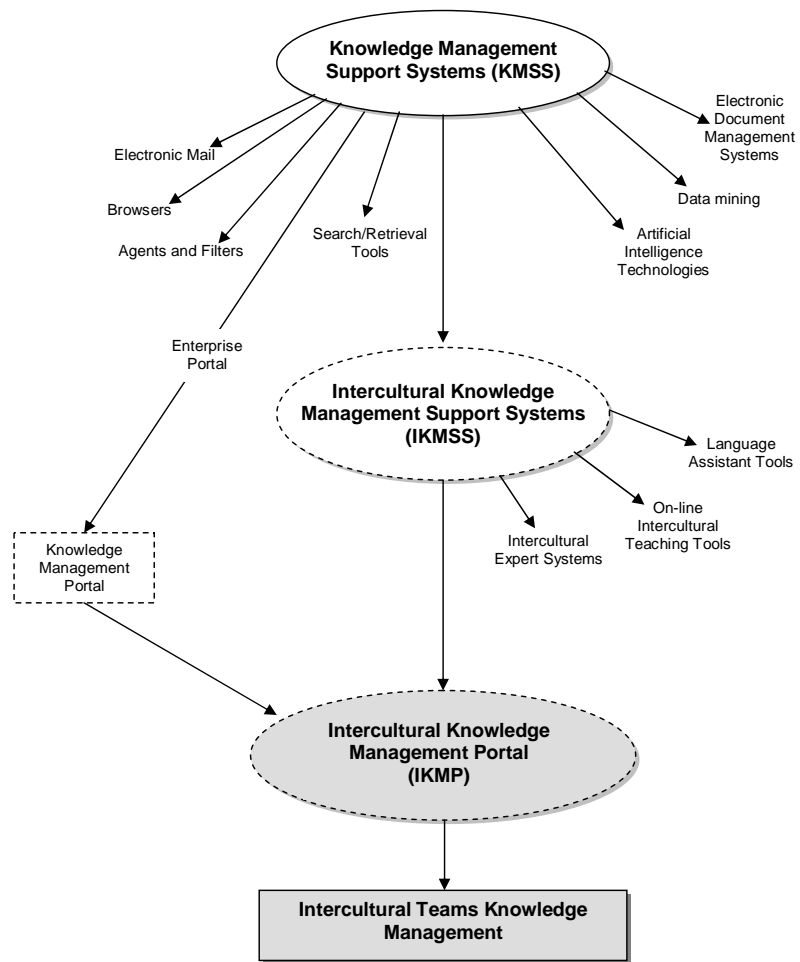 Knowledge Management
Support Systems (KMSS)
Electronic
Document
Management
Systems
Electronic Mail
Data mining
Browsers
Search/Retrieval
Tools
Artificial
Intelligence
Technologies
Agents and Filters
Enterprise
Portal
Intercultural Knowledge
Management Support Systems
(IKMSS)
Language
Assistant Tools
On-line
Intercultural
Teaching Tools
Intercultural
Expert Systems
Knowledge
Management
Portal
Intercultural Knowledge
Management Portal
(IKMP)
Intercultural Teams Knowledge
Management